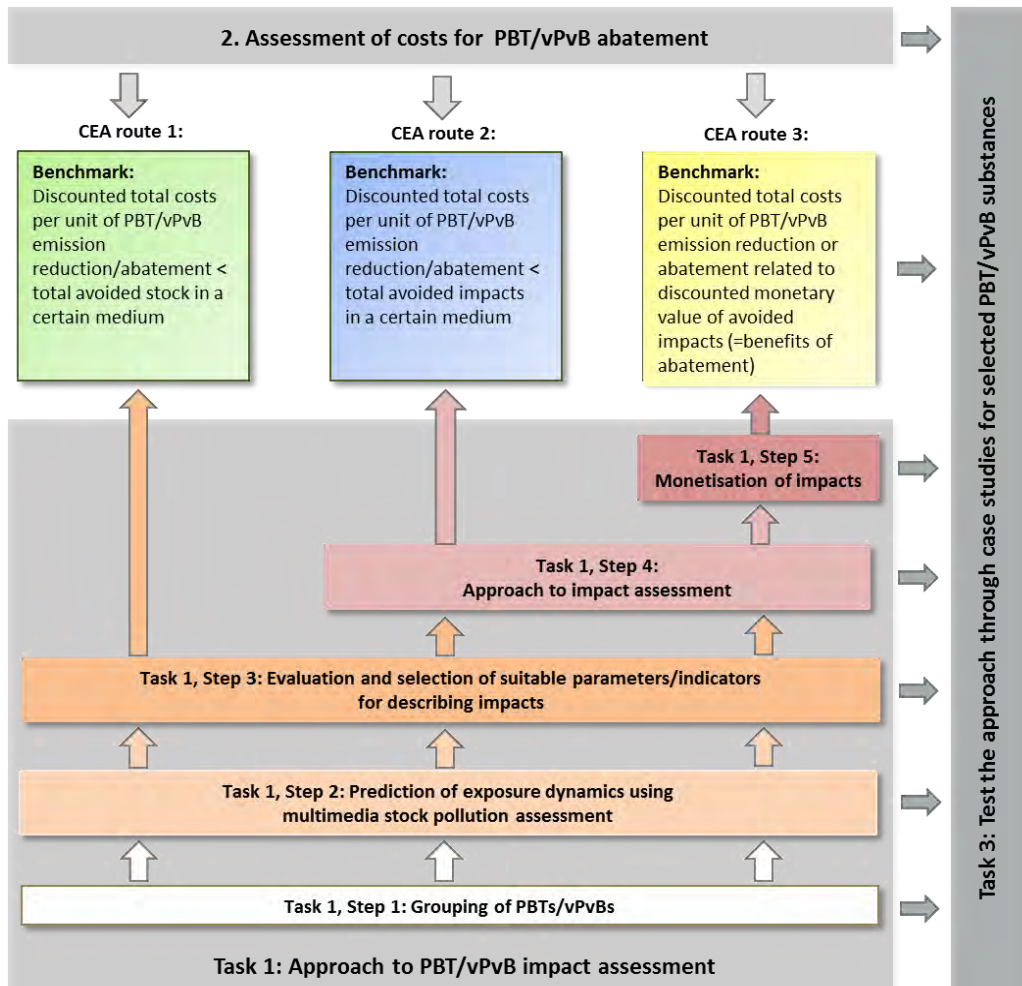 2. Assessment of costs for PBT/vPvB abatement
CEA route 1:
Benchmark:
Discounted total costs
per unit of PBT/vPvB
emission
reduction/abatement <
total avoided stock in a
certain medium
CEA route 2:
Benchmark:
Discounted total costs
per unit of PBT/vPvB
emission
reduction/abatement <
total avoided impacts
in a certain medium
CEA route 3:
Benchmark:
Discounted total costs
per unit of PBT/vPvB
emission reduction or
abatement related to
discounted monetary
value of avoided
impacts (=benefits of
abatement)
Task 1, Step 5:
Monetisation of impacts
Task 1, Step 4:
Approach to impact assessment
Task 1, Step 3: Evaluation and selection of suitable parameters/indicators
for describing impacts
Task 1, Step 2: Prediction of exposure dynamics using
multimedia stock pollution assessment
Task 1, Step 1: Grouping of PBTs/vPvBs
Task 1: Approach to PBT/vPvB impact assessment
Task 3: Test the approach through case studies for selected PBT/vPvB substances